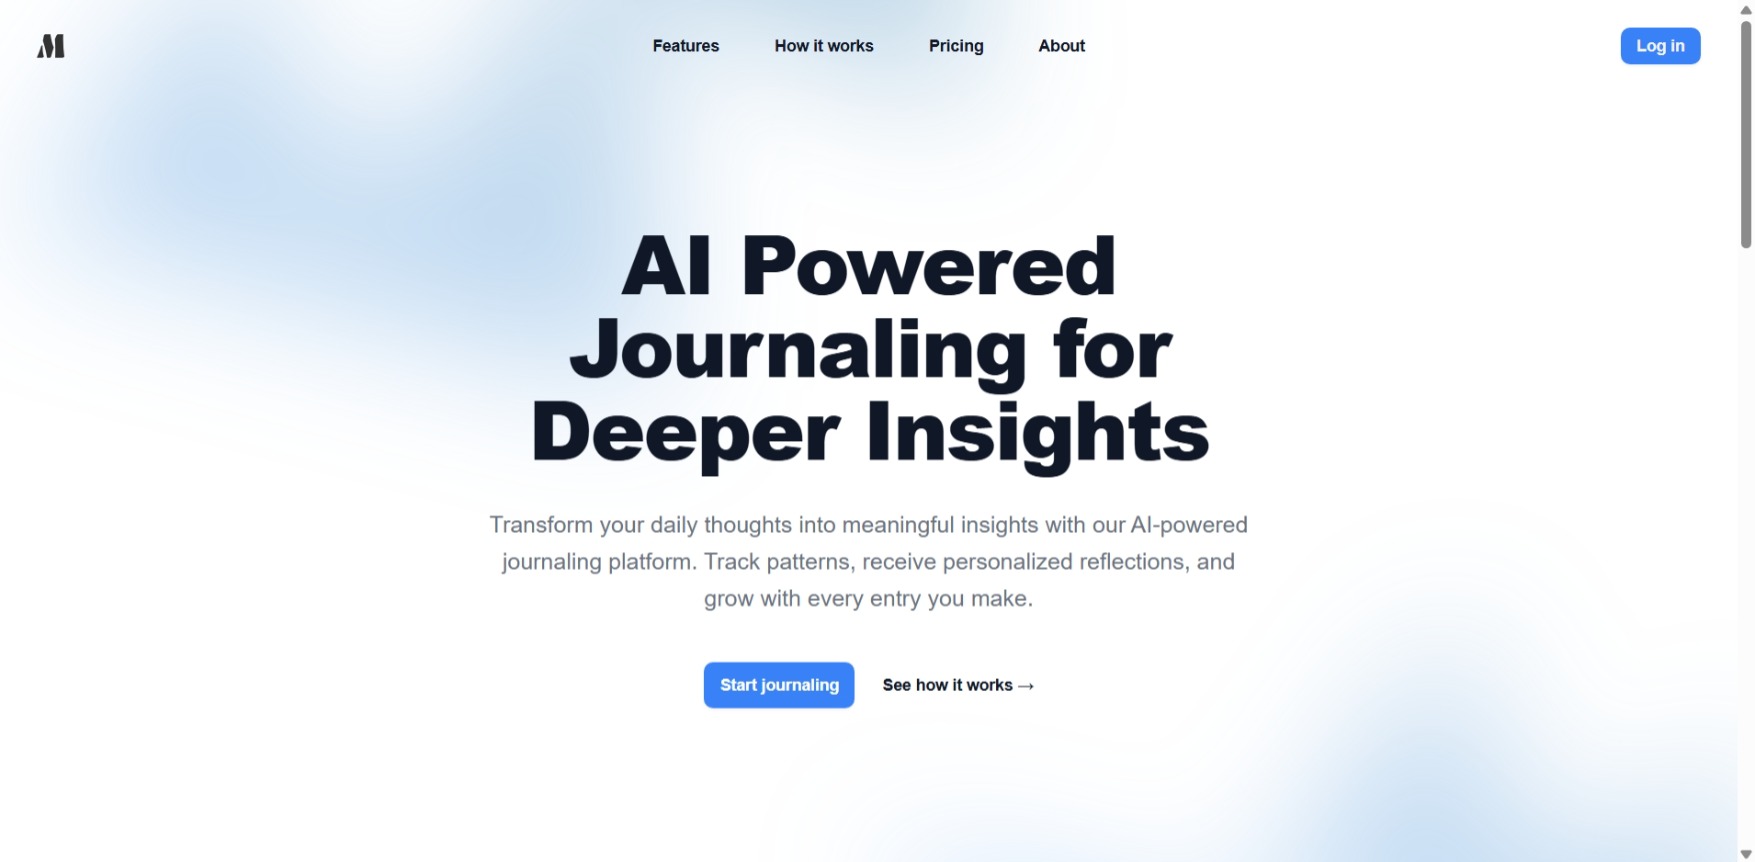 Features
How it works
Pricing
About
Log in
AI Powered
Journaling for
Deeper Insights
Transform your daily thoughts into meaningful insights with our AI-powered
journaling platform. Track patterns, receive personalized reflections, and
grow with every entry you make.
Start journaling
See how it works →